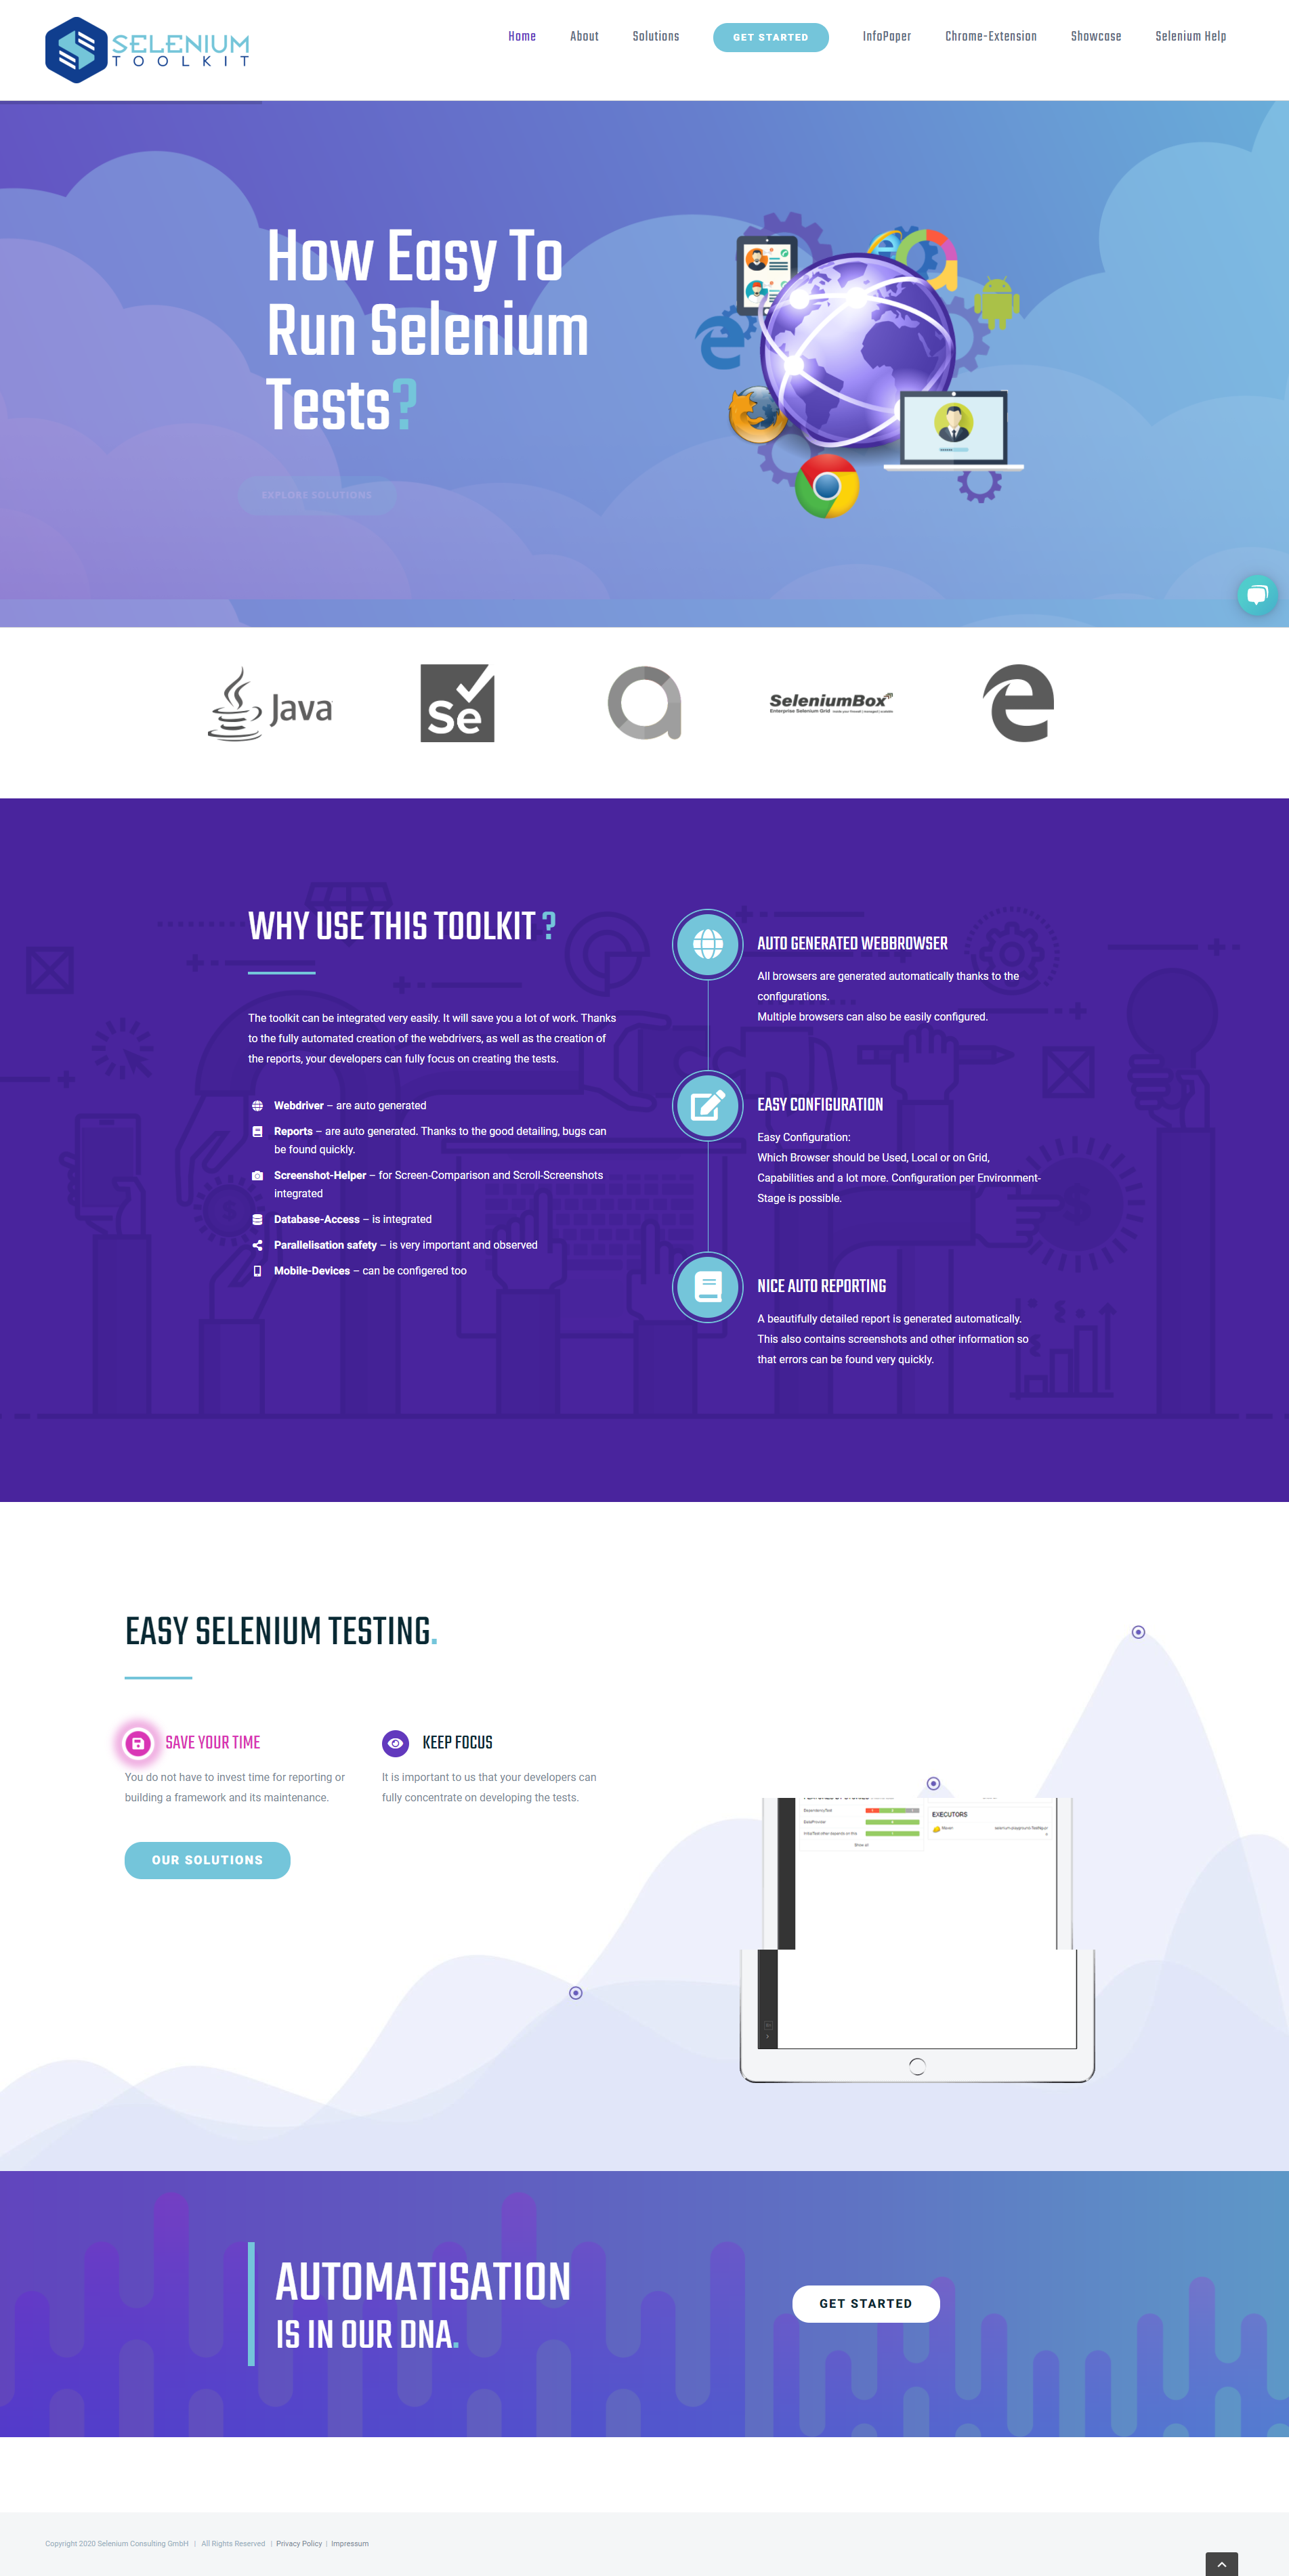 SELENIUM
TOOLKIT
Home
About
Solutions
GET STARTED
InfoPaper
Chrome-Extension
Showcase
Selenium Help
How Easy To
Run Selenium
Tests?
EXPLORE SOLUTIONS
Java
Se
SeleniumBox
Enterprise Selenium Grid
WHY USE THIS TOOLKIT ?
The toolkit can be integrated very easily. It will save you a lot of work. Thanks
to the fully automated creation of the webdrivers, as well as the creation of
the reports, your developers can fully focus on creating the tests.
Webdriver – are auto generated
Reports – are auto generated. Thanks to the good detailing, bugs can
be found quickly.
Screenshot-Helper – for Screen-Comparison and Scroll-Screenshots
integrated
Database-Access – is integrated
Parallelisation safety – is very important and observed
Mobile-Devices – can be configered too
AUTO GENERATED WEBBROWSER
All browsers are generated automatically thanks to the
configurations.
Multiple browsers can also be easily configured.
EASY CONFIGURATION
Easy Configuration:
Which Browser should be Used, Local or on Grid,
Capabilities and a lot more. Configuration per Environment-
Stage is possible.
NICE AUTO REPORTING
A beautifully detailed report is generated automatically.
This also contains screenshots and other information so
that errors can be found very quickly.
EASY SELENIUM TESTING.
SAVE YOUR TIME
You do not have to invest time for reporting or
building a framework and its maintenance.
KEEP FOCUS
It is important to us that your developers can
fully concentrate on developing the tests.
OUR SOLUTIONS
DependencyTest
DataProvider
Show all
EXECUTORS
Maven
AUTOMATISATION
IS IN OUR DNA.
GET STARTED
Copyright 2020 Selenium Consulting GmbH | All Rights Reserved | Privacy Policy | Impressum